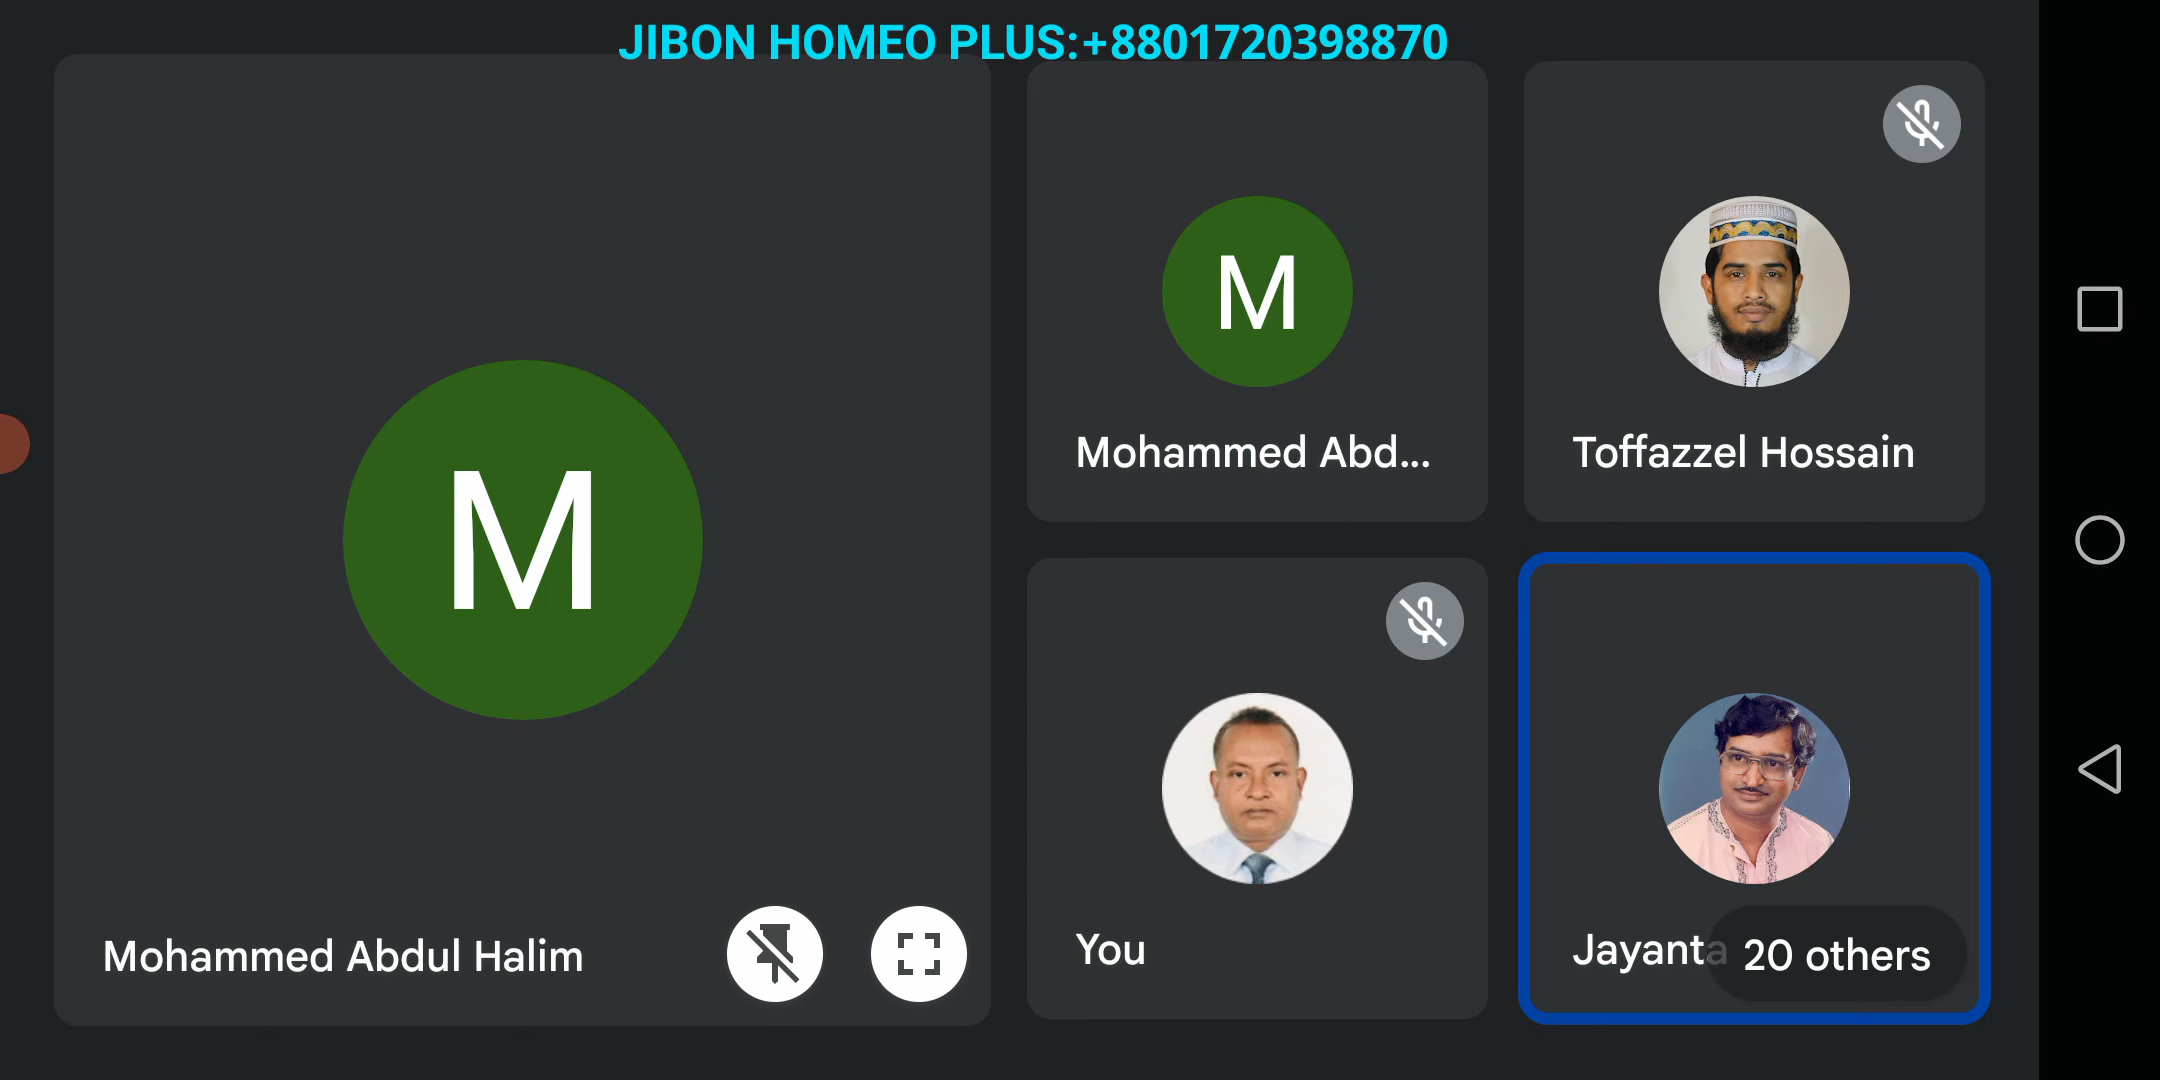 JIBON HOMEO PLUS:+8801720398870
M
Mohammed Abdul Halim
M
Mohammed Abd...
Toffazzel Hossain
You
Jayanta
20 others